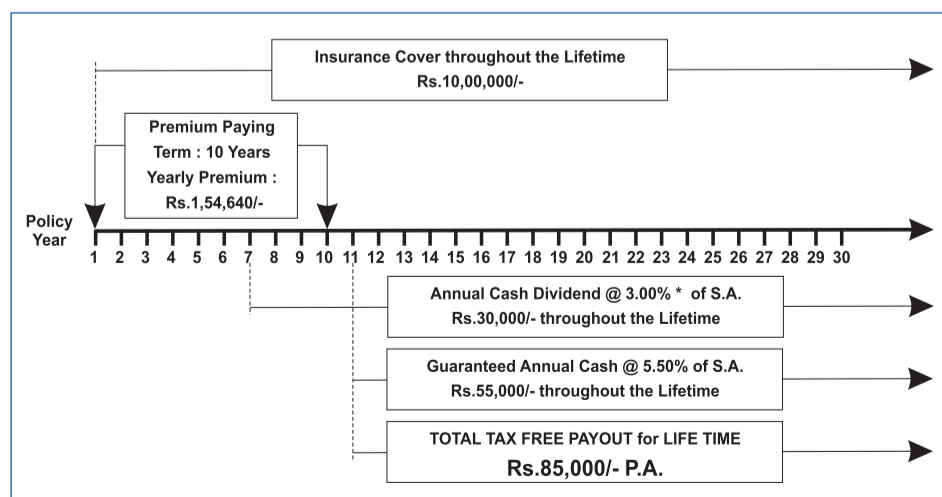 Insurance Cover throughout the Lifetime
Rs.10,00,000/-
Premium Paying
Term : 10 Years
Yearly Premium :
Rs.1,54,640/-
Policy
Year
1 2 3 4 5 6 7 8 9 10 11 12 13 14 15 16 17 18 19 20 21 22 23 24 25 26 27 28 29 30
Annual Cash Dividend @ 3.00% * of S.A.
Rs.30,000/- throughout the Lifetime
Guaranteed Annual Cash @ 5.50% of S.A.
Rs.55,000/- throughout the Lifetime
TOTAL TAX FREE PAYOUT for LIFE TIME
Rs.85,000/- P.A.